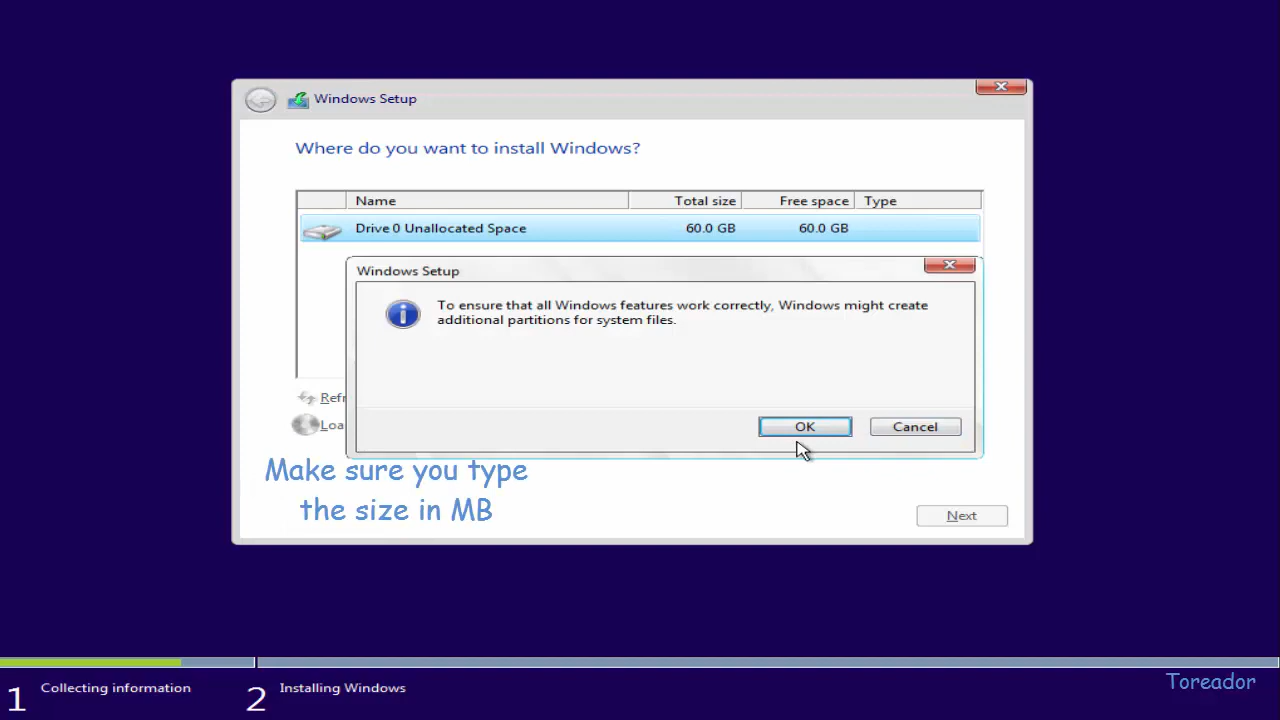 Windows Setup
Where do you want to install Windows?
Name Total size Free space Type
Drive 0 Unallocated Space 60.0 GB 60.0 GB
Windows Setup
To ensure that all Windows features work correctly, Windows might create
additional partitions for system files.
Refr
OK Cancel
Loa
Make sure you type
the size in MB
Next
1 Collecting information 2 Installing Windows
Toreador